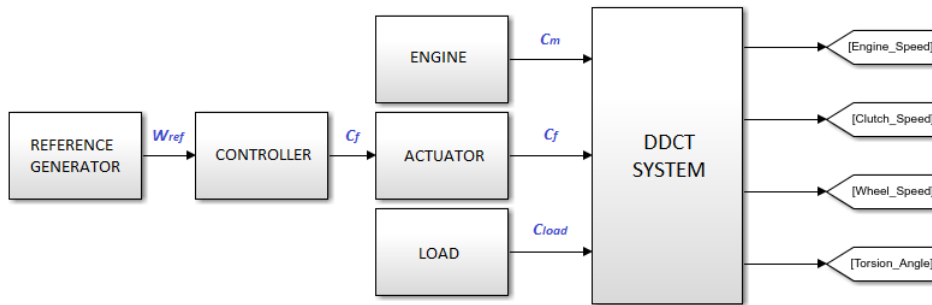 Cm
ENGINE
[Engine_Speed]
Wref
Cf
Cf
[Clutch_Speed]
REFERENCE
GENERATOR
CONTROLLER
ACTUATOR
DDCT
SYSTEM
[Wheel_Speed]
Cload
LOAD
[Torsion_Angle]